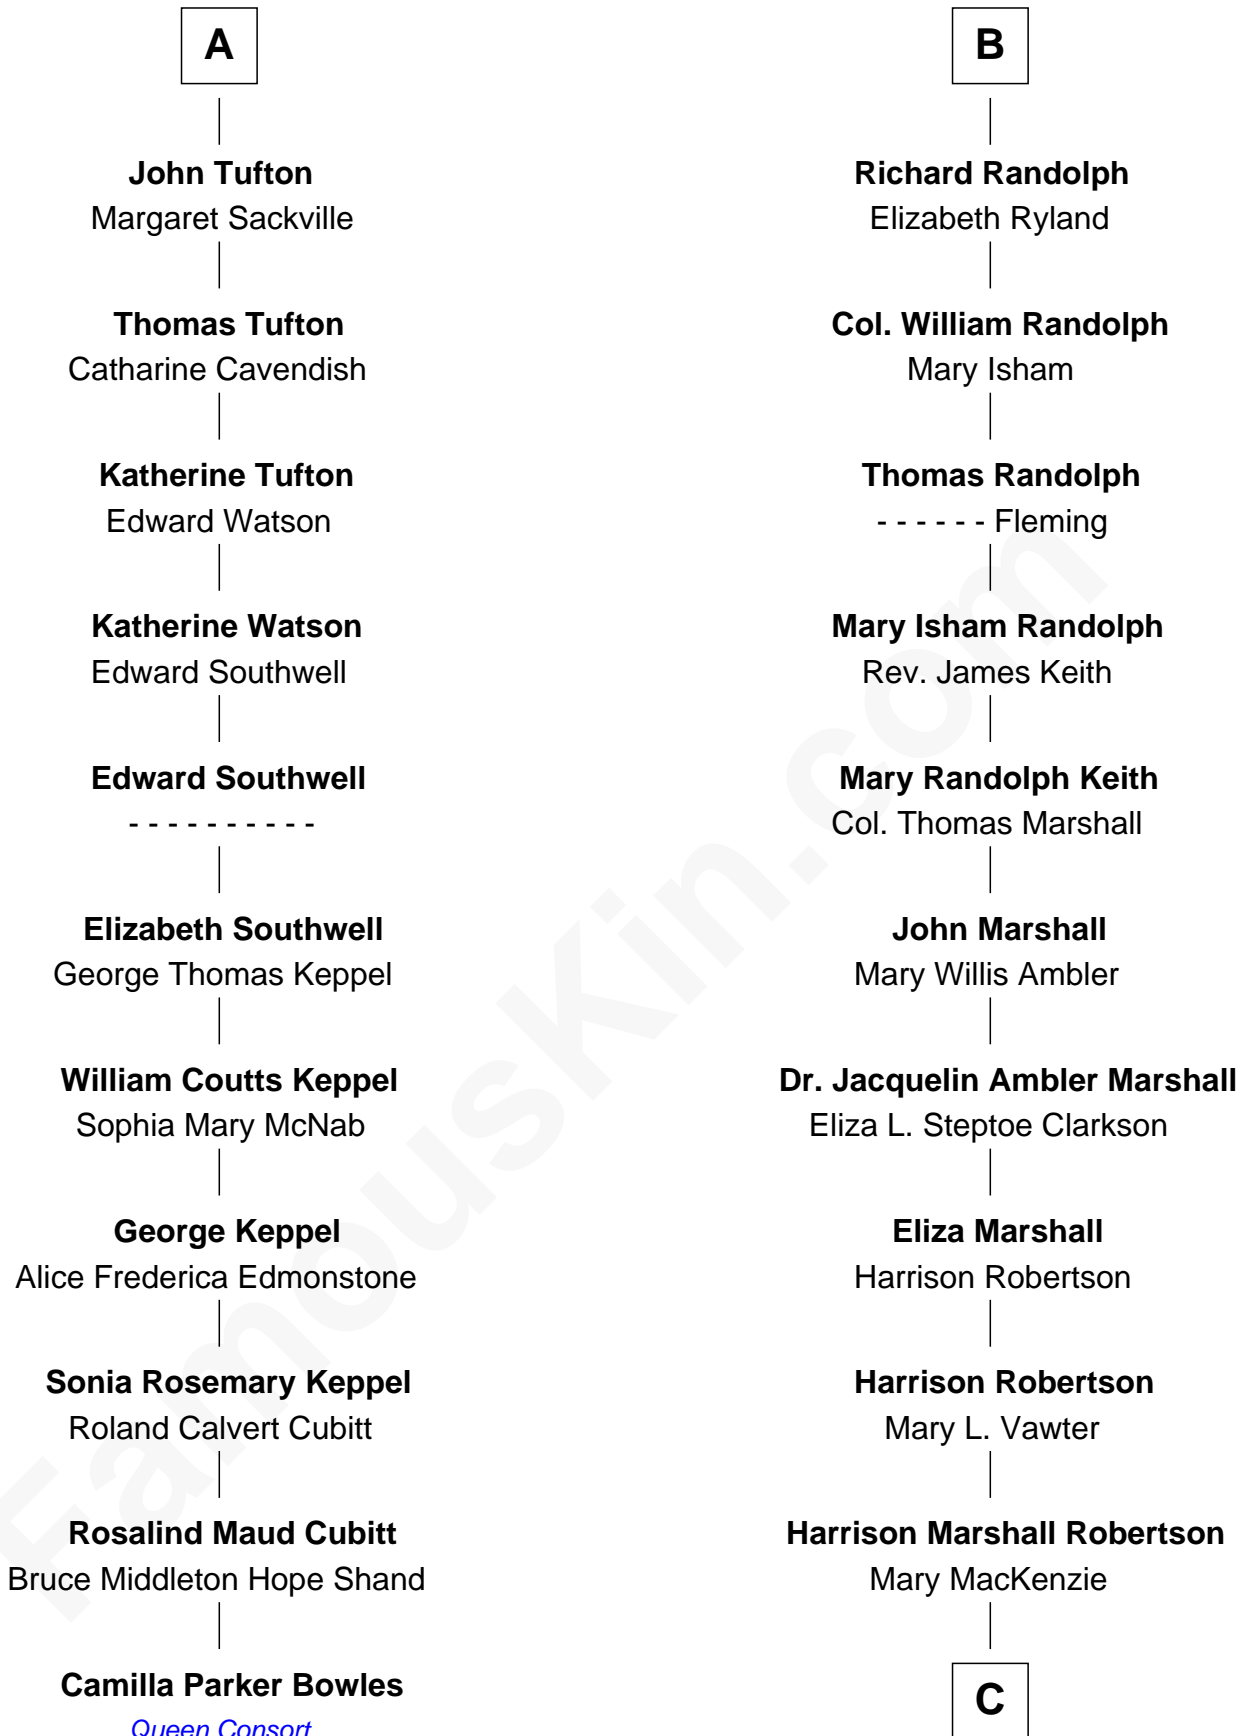 A
John Tufton
Margaret Sackville
Thomas Tufton
Catharine Cavendish
Katherine Tufton
Edward Watson
Katherine Watson
Edward Southwell
Edward Southwell
- - - - - - - - - -
Elizabeth Southwell
George Thomas Keppel
William Coutts Keppel
Sophia Mary McNab
George Keppel
Alice Frederica Edmonstone
Sonia Rosemary Keppel
Roland Calvert Cubitt
Rosalind Maud Cubitt
Bruce Middleton Hope Shand
Camilla Parker Bowles
Queen Consort
B
Richard Randolph
Elizabeth Ryland
Col. William Randolph
Mary Isham
Thomas Randolph
- - - - - - Fleming
Mary Isham Randolph
Rev. James Keith
Mary Randolph Keith
Col. Thomas Marshall
John Marshall
Mary Willis Ambler
Dr. Jacquelin Ambler Marshall
Eliza L. Steptoe Clarkson
Eliza Marshall
Harrison Robertson
Harrison Robertson
Mary L. Vawter
Harrison Marshall Robertson
Mary MacKenzie
C
FamousKin.com